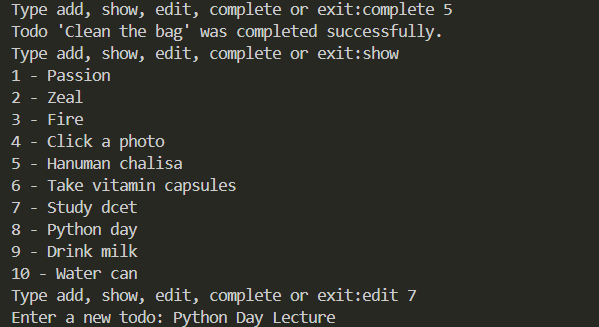 Type add, show, edit, complete or exit:complete 5
Todo 'Clean the bag' was completed successfully.
Type add, show, edit, complete or exit:show
1 - Passion
2 - Zeal
3 - Fire
4 - Click a photo
5 - Hanuman chalisa
6 - Take vitamin capsules
7 - Study dcet
8 - Python day
9 - Drink milk
10 - Water can
Type add, show, edit, complete or exit:edit 7
Enter a new todo: Python Day Lecture